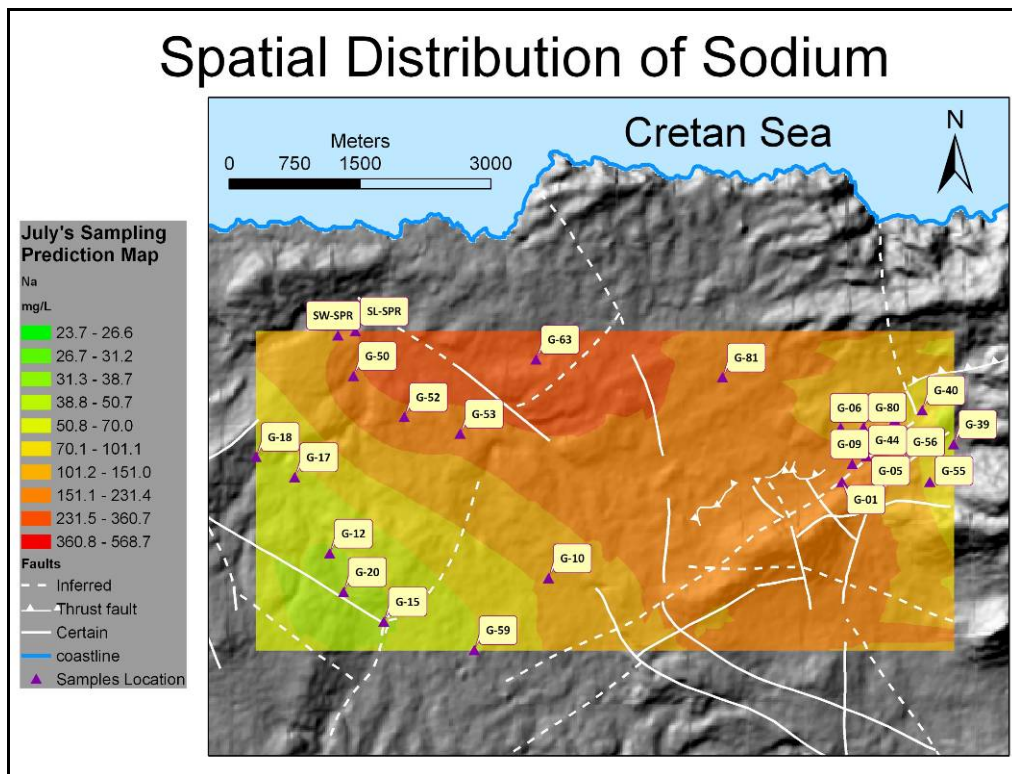 Spatial Distribution of Sodium
Cretan Sea
N
Meters
0 750 1500 3000
July's Sampling
Prediction Map
Na
mg/L
23.7 - 26.6
26.7 - 31.2
31.3 - 38.7
38.8 - 50.7
50.8 - 70.0
70.1 - 101.1
101.2 - 151.0
151.1 - 231.4
231.5 - 360.7
360.8 - 568.7
Faults
Inferred
Thrust fault
Certain
coastline
Samples Location
SW-SPR
SL-SPR
G-63
G-50
G-81
G-52
G-40
G-53
G-06
G-80
G-39
G-18
G-09
G-44
G-56
G-17
G-05
G-55
G-01
G-12
G-10
G-20
G-15
G-59